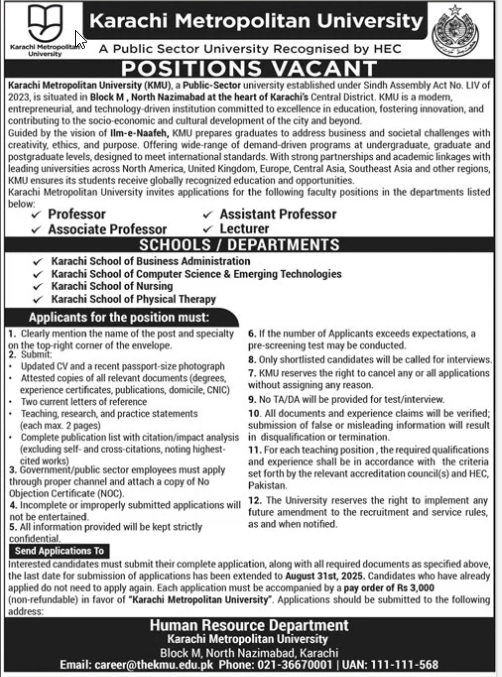 Karachi Metropolitan University
Karachi Metropolitan
University
A Public Sector University Recognised by HEC
POSITIONS VACANT
Karachi Metropolitan University (KMU), a Public-Sector university established under Sindh Assembly Act No. LIV of
2023, is situated in Block M , North Nazimabad at the heart of Karachi's Central District. KMU is a modern,
entrepreneurial, and technology-driven institution committed to excellence in education, fostering innovation, and
contributing to the socio-economic and cultural development of the city and beyond.
Guided by the vision of Ilm-e-Naafeh, KMU prepares graduates to address business and societal challenges with
creativity, ethics, and purpose. Offering wide-range of demand-driven programs at undergraduate, graduate and
postgraduate levels, designed to meet international standards. With strong partnerships and academic linkages with
leading universities across North America, United Kingdom, Europe, Central Asia, Southeast Asia and other regions,
KMU ensures its students receive globally recognized education and opportunities.
Karachi Metropolitan University invites applications for the following faculty positions in the departments listed
below:
✓ Professor
✓ Assistant Professor
✓ Associate Professor
✓ Lecturer
SCHOOLS / DEPARTMENTS
✓ Karachi School of Business Administration
✓ Karachi School of Computer Science & Emerging Technologies
✓ Karachi School of Nursing
✓ Karachi School of Physical Therapy
Applicants for the position must:
1. Clearly mention the name of the post and specialty
on the top-right corner of the envelope.
2. Submit:
• Updated CV and a recent passport-size photograph
• Attested copies of all relevant documents (degrees,
experience certificates, publications, domicile, CNIC)
• Two current letters of reference
• Teaching, research, and practice statements
(each max. 2 pages)
• Complete publication list with citation/impact analysis
(excluding self- and cross-citations, noting highest-
cited works)
3. Government/public sector employees must apply
through proper channel and attach a copy of No
Objection Certificate (NOC).
4. Incomplete or improperly submitted applications will
not be entertained.
5. All information provided will be kept strictly
confidential.
6. If the number of Applicants exceeds expectations, a
pre-screening test may be conducted.
8. Only shortlisted candidates will be called for interviews.
7. KMU reserves the right to cancel any or all applications
without assigning any reason.
9. No TA/DA will be provided for test/interview.
10. All documents and experience claims will be verified;
submission of false or misleading information will result
in disqualification or termination.
11. For each teaching position , the required qualifications
and experience shall be in accordance with the criteria
set forth by the relevant accreditation council(s) and HEC,
Pakistan.
12. The University reserves the right to implement any
future amendment to the recruitment and service rules,
as and when notified.
Send Applications To
Interested candidates must submit their complete application, along with all required documents as specified above,
the last date for submission of applications has been extended to August 31st, 2025. Candidates who have already
applied do not need to apply again. Each application must be accompanied by a pay order of Rs 3,000
(non-refundable) in favor of "Karachi Metropolitan University". Applications should be submitted to the following
address:
Human Resource Department
Karachi Metropolitan University
Block M, North Nazimabad, Karachi
Email: career@thekmu.edu.pk Phone: 021-36670001 | UAN: 111-111-568